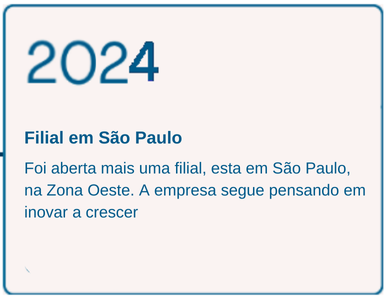 2024
Filial em São Paulo
Foi aberta mais uma filial, esta em São Paulo,
na Zona Oeste. A empresa segue pensando em
inovar a crescer